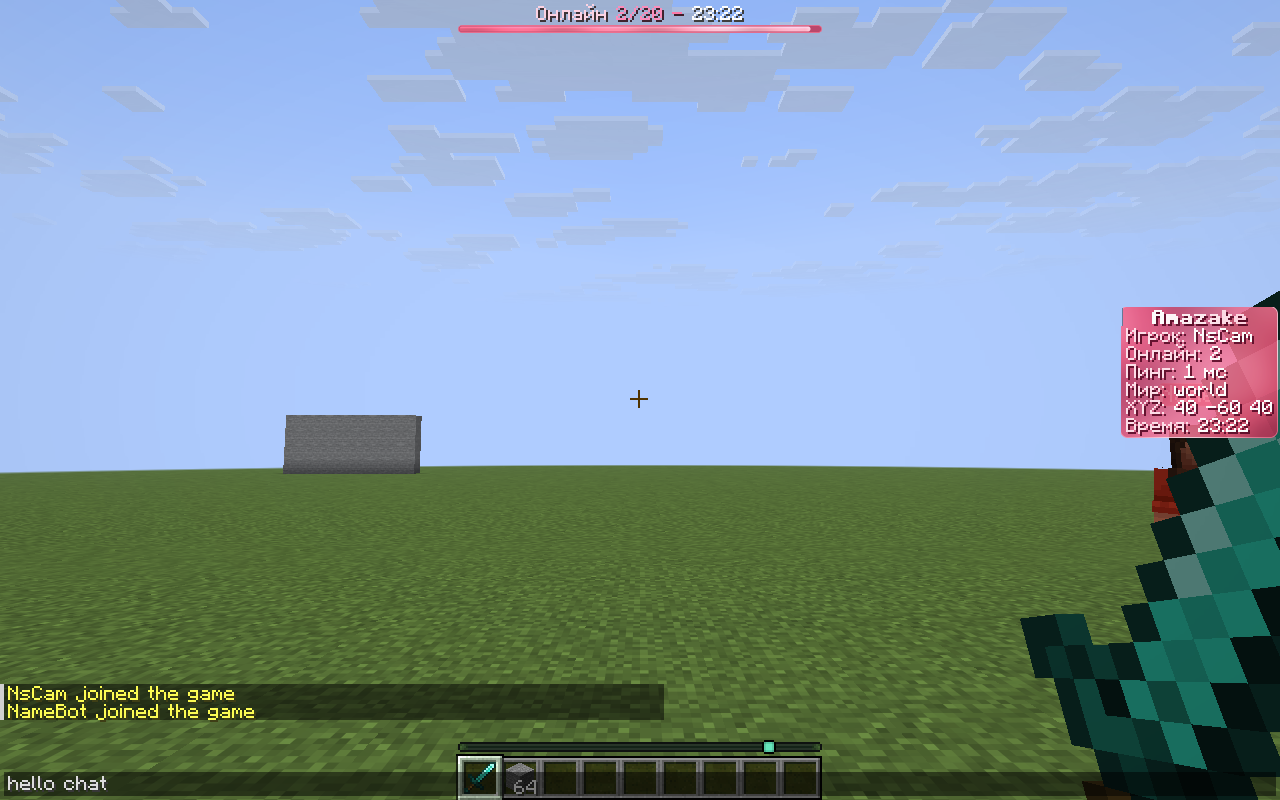 Онлайн 2/20 - 23:22
Amazake
Игрок: NsCam
Онлайн: 2
Пинг: 1 мс
Мир: world
XYZ: 40 -60 40
Время: 23:22
NsCam joined the game
NameBot joined the game
64
hello chat